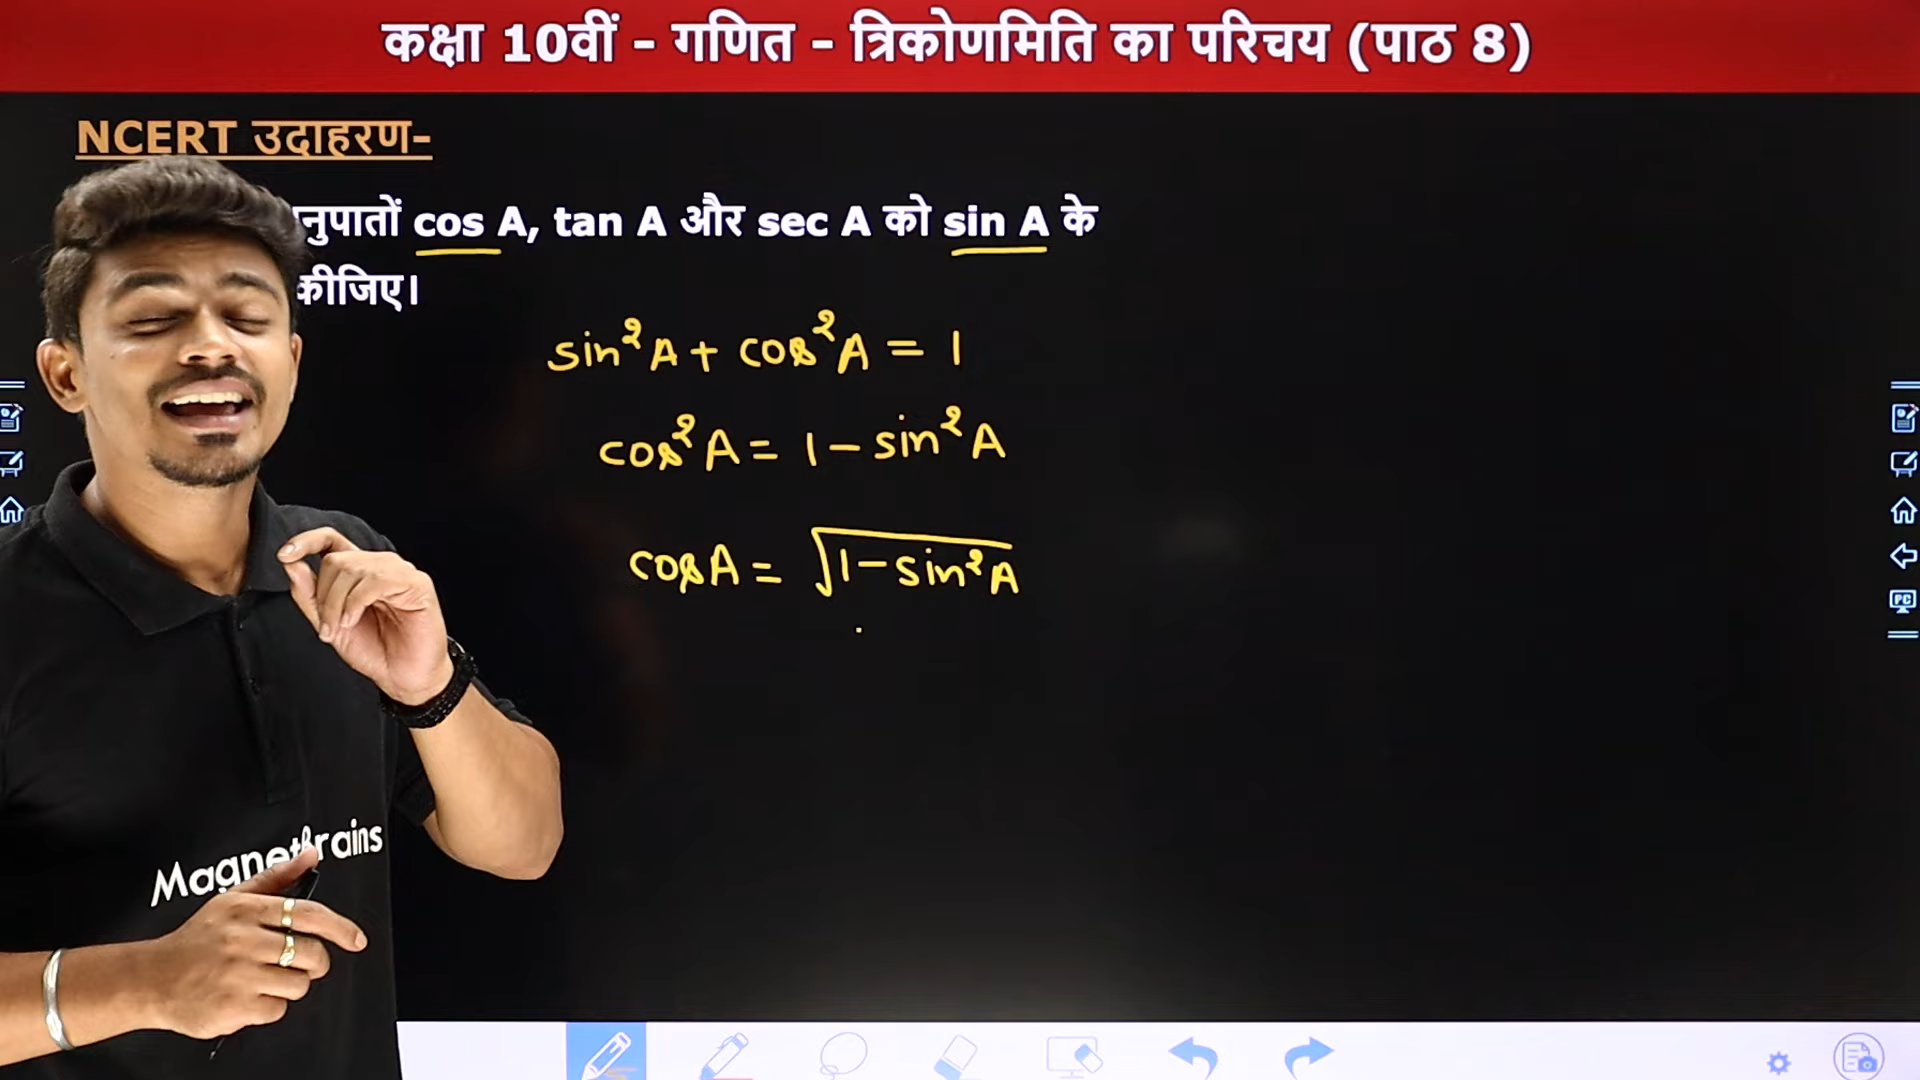 कक्षा 10वीं - गणित - त्रिकोणमिति का परिचय (पाठ 8)
NCERT उदाहरण-
cos A, tan A और sec A को sin A के
कीजिए।
sin²A + cos²A = 1
cos²A = 1 - sin²A
cosA = √1 - sin²A
Magnetbrains
PC